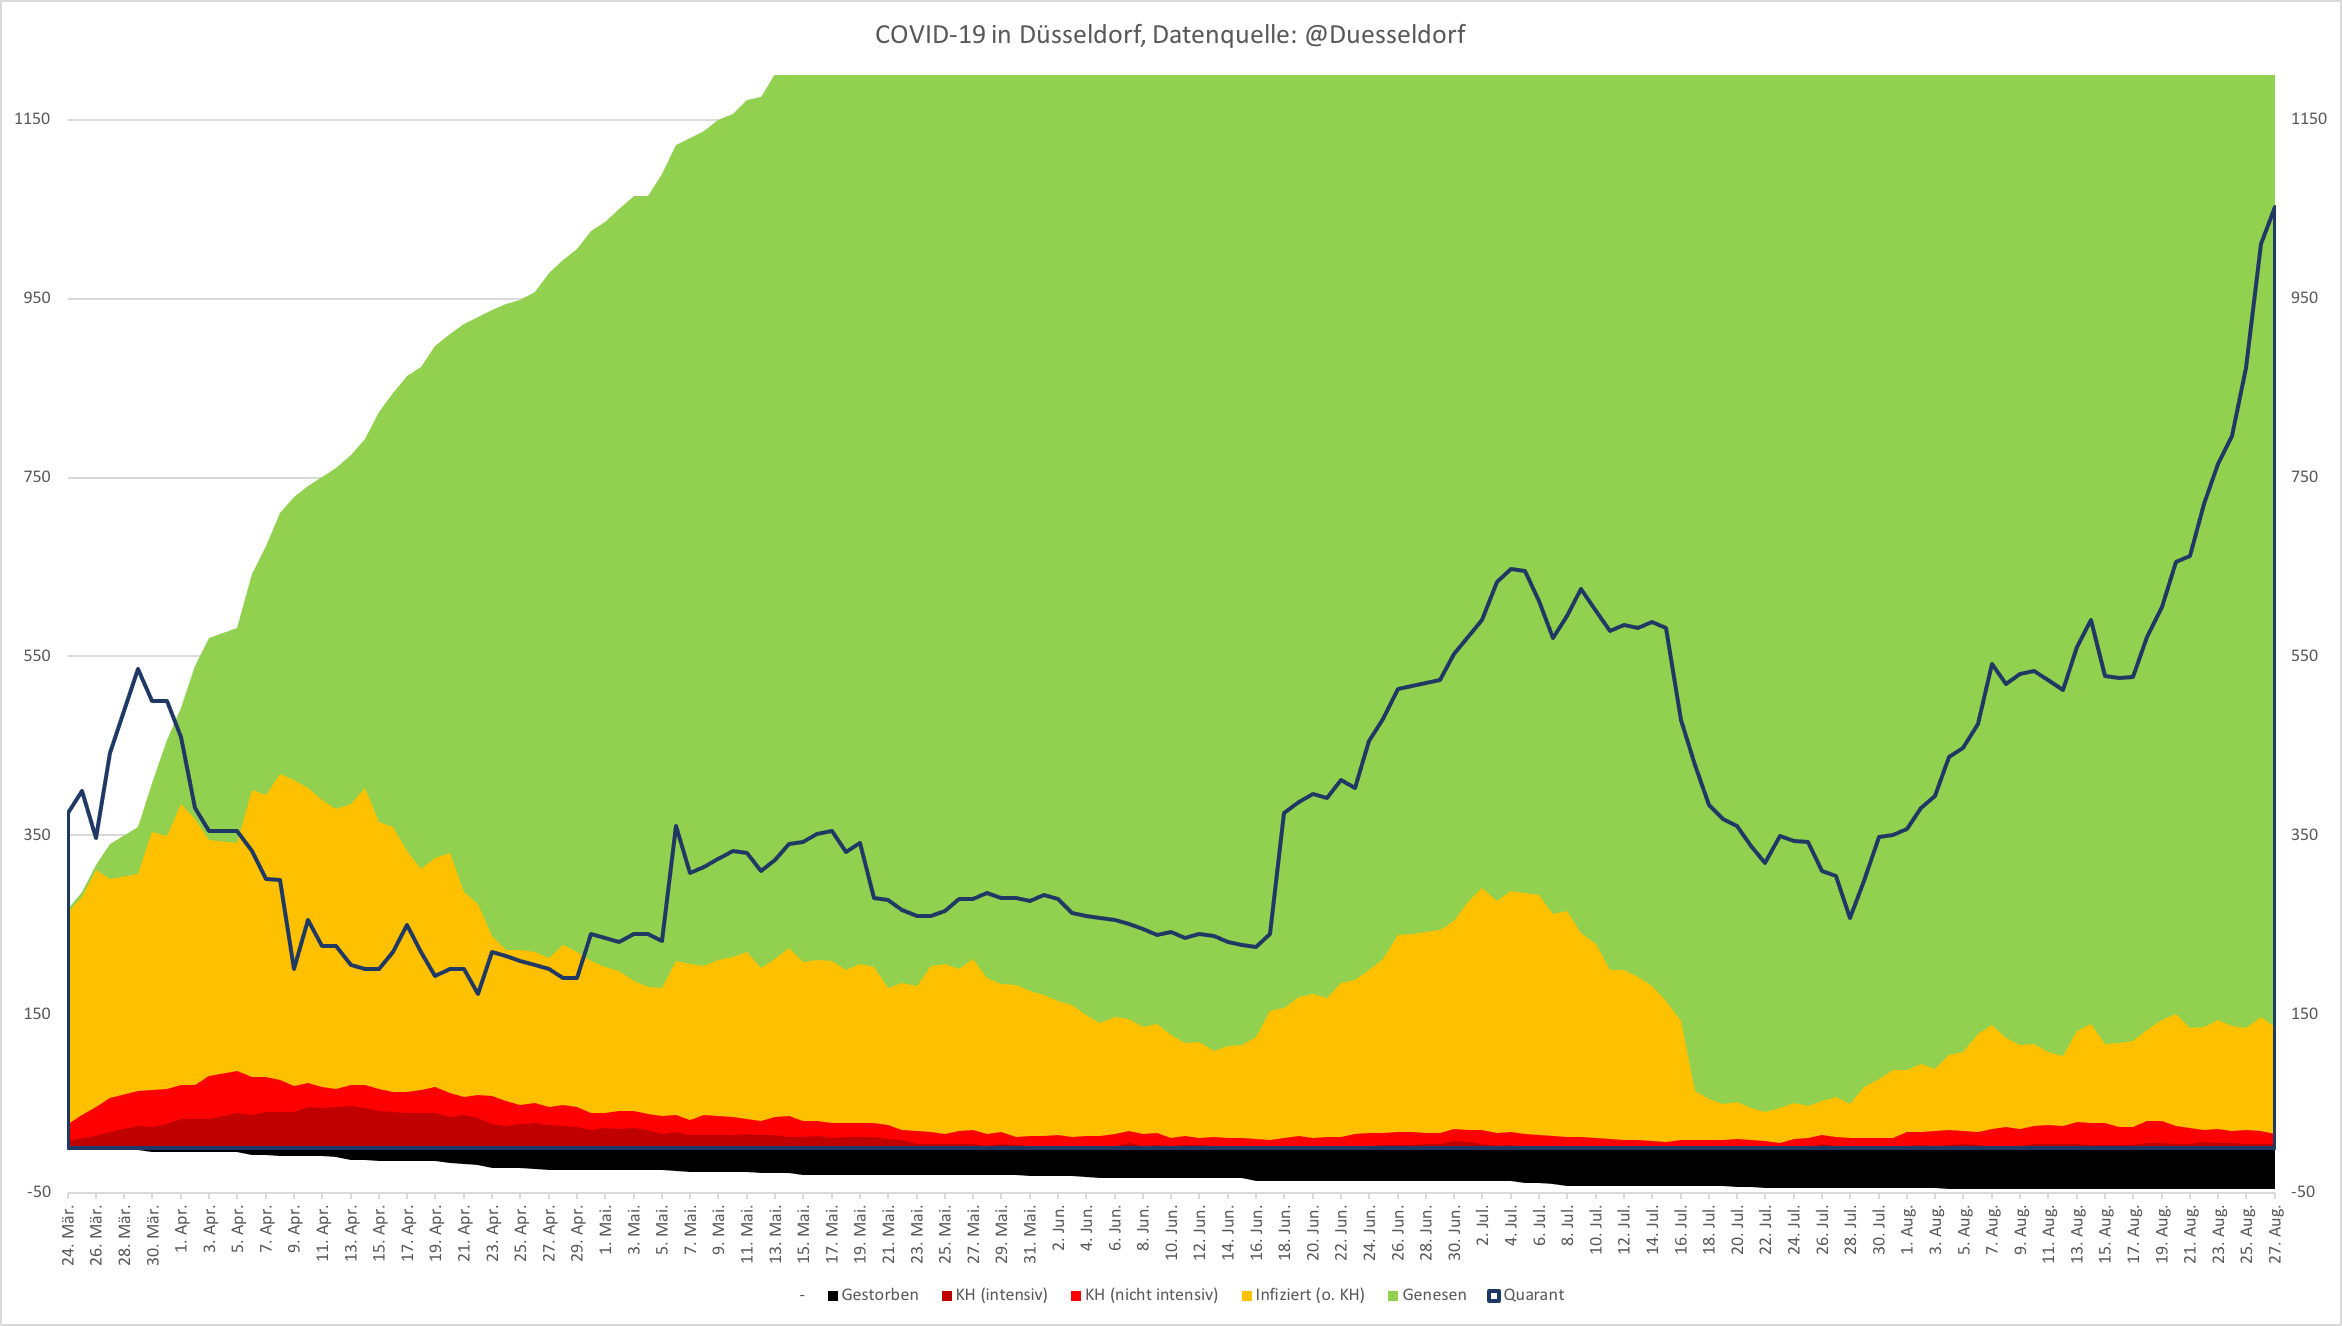 COVID-19 in Düsseldorf, Datenquelle: @Duesseldorf
1150
950
750
550
350
150
-50
1150
950
750
550
350
150
-50
24. Mär.
26. Mär.
28. Mär.
30. Mär.
1. Apr.
3. Apr.
5. Apr.
7. Apr.
9. Apr.
11. Apr.
13. Apr.
15. Apr.
17. Apr.
19. Apr.
21. Apr.
23. Apr.
25. Apr.
27. Apr.
29. Apr.
1. Mai.
3. Mai.
5. Mai.
7. Mai.
9. Mai.
11. Mai.
13. Mai.
15. Mai.
17. Mai.
19. Mai.
21. Mai.
23. Mai.
25. Mai.
27. Mai.
29. Mai.
31. Mai.
2. Jun.
4. Jun.
6. Jun.
8. Jun.
10. Jun.
12. Jun.
14. Jun.
16. Jun.
18. Jun.
20. Jun.
22. Jun.
24. Jun.
26. Jun.
28. Jun.
30. Jun.
2. Jul.
4. Jul.
6. Jul.
8. Jul.
10. Jul.
12. Jul.
14. Jul.
16. Jul.
18. Jul.
20. Jul.
22. Jul.
24. Jul.
26. Jul.
28. Jul.
30. Jul.
1. Aug.
3. Aug.
5. Aug.
7. Aug.
9. Aug.
11. Aug.
13. Aug.
15. Aug.
17. Aug.
19. Aug.
21. Aug.
23. Aug.
25. Aug.
27. Aug.
- Gestorben KH (intensiv) KH (nicht intensiv) Infiziert (o. KH) Genesen Quarant